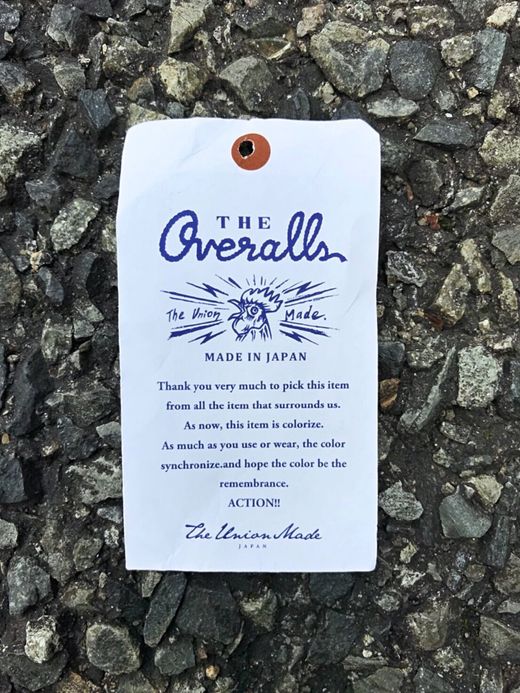 THE
Overalls
The Union Made.
MADE IN JAPAN
Thank you very much to pick this item
from all the item that surrounds us.
As now, this item is colorize.
As much as you use or wear, the color
synchronize.and hope the color be the
remembrance.
ACTION!!
The Union Made
JAPAN